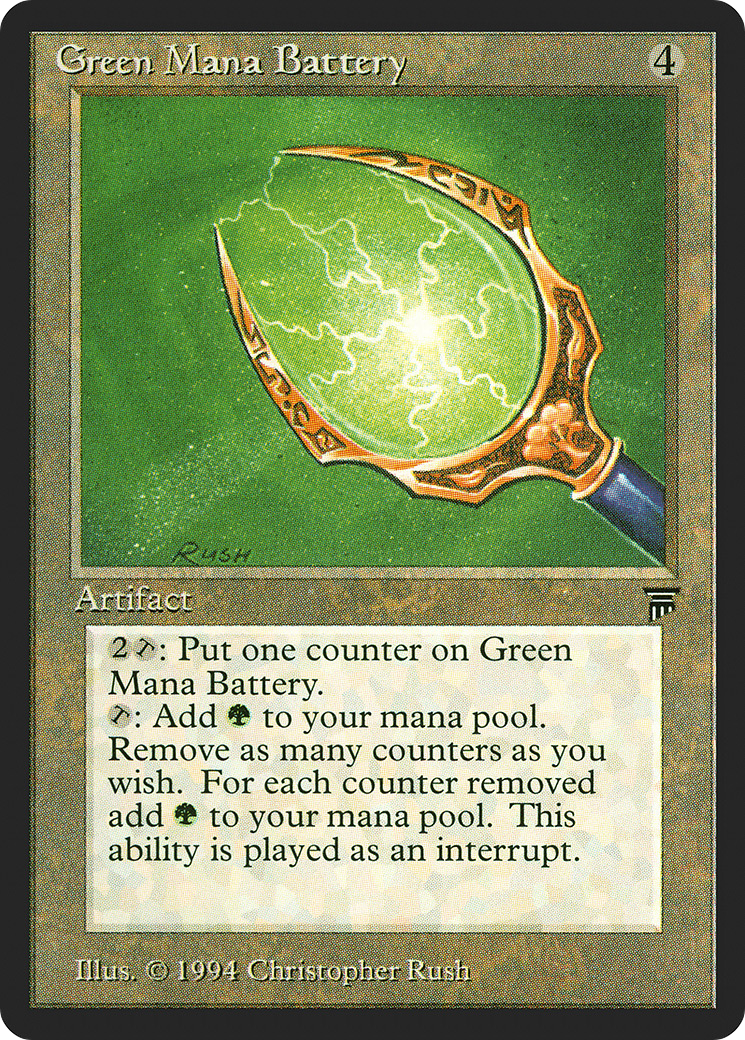 Green Mana Battery 4
RUSH
Artifact
2 : Put one counter on Green
Mana Battery.
: Add to your mana pool.
Remove as many counters as you
wish. For each counter removed
add to your mana pool. This
ability is played as an interrupt.
Illus. © 1994 Christopher Rush